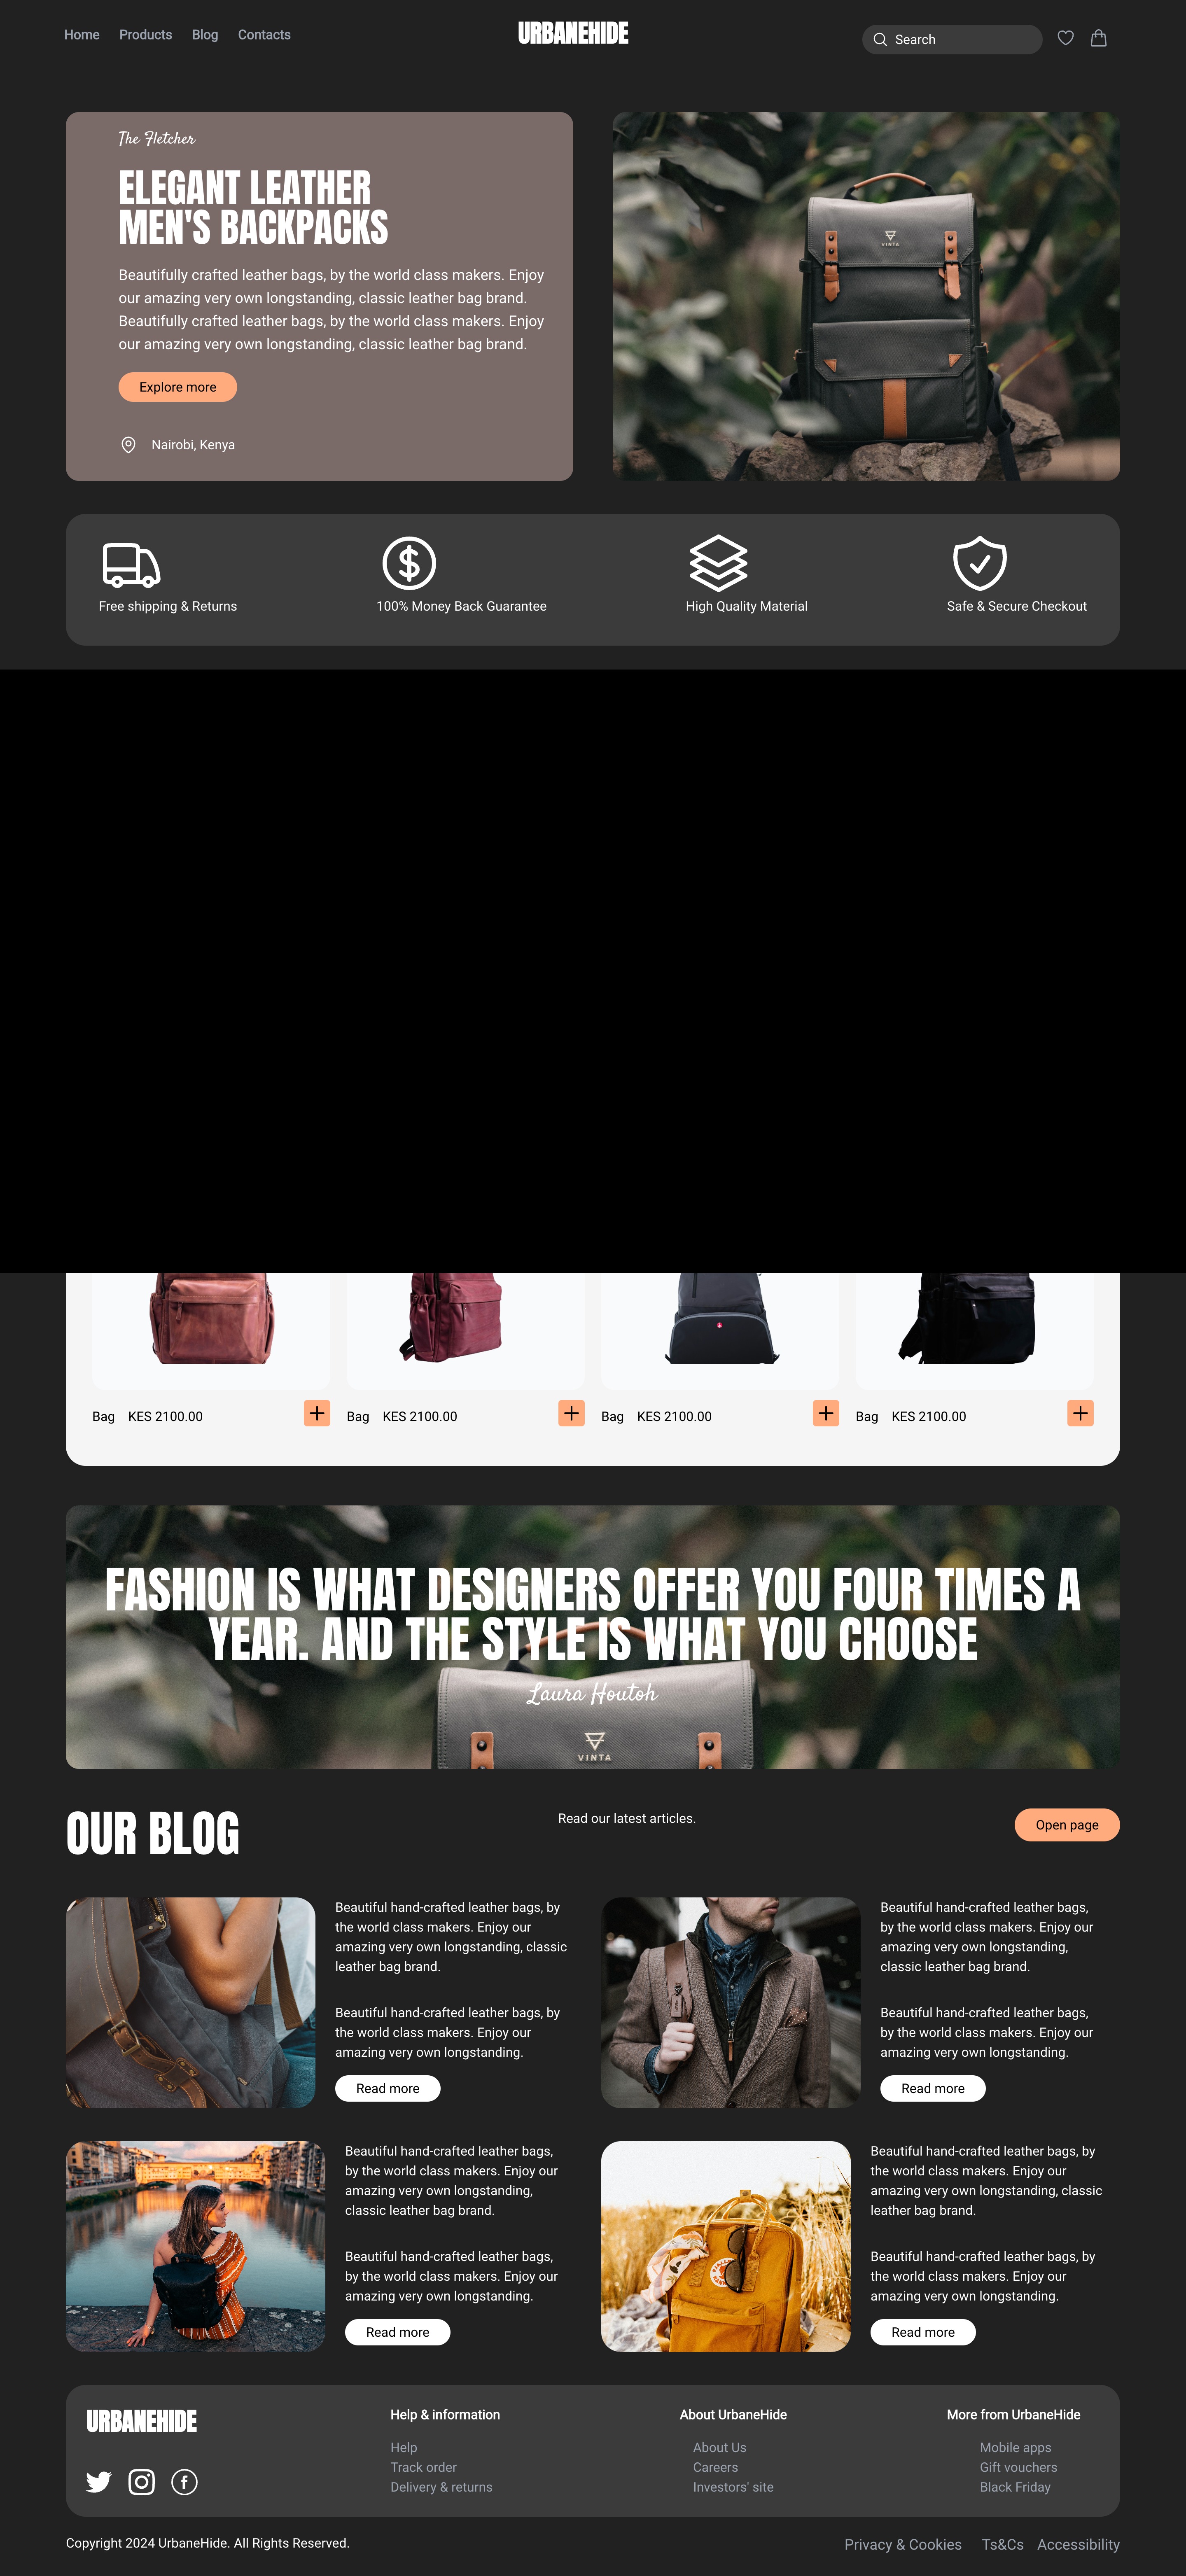 Home Products Blog Contacts
URBANEHIDE
Search
The Fletcher
ELEGANT LEATHER
MEN'S BACKPACKS
Beautifully crafted leather bags, by the world class makers. Enjoy
our amazing very own longstanding, classic leather bag brand.
Beautifully crafted leather bags, by the world class makers. Enjoy
our amazing very own longstanding, classic leather bag brand.
Explore more
Nairobi, Kenya
VINTA
Free shipping & Returns
100% Money Back Guarantee
High Quality Material
Safe & Secure Checkout
Bag KES 2100.00
Bag KES 2100.00
Bag KES 2100.00
Bag KES 2100.00
FASHION IS WHAT DESIGNERS OFFER YOU FOUR TIMES A
YEAR. AND THE STYLE IS WHAT YOU CHOOSE
Laura Houtoh
VINTA
OUR BLOG
Read our latest articles.
Open page
Beautiful hand-crafted leather bags, by
the world class makers. Enjoy our
amazing very own longstanding, classic
leather bag brand.
Beautiful hand-crafted leather bags, by
the world class makers. Enjoy our
amazing very own longstanding.
Read more
Beautiful hand-crafted leather bags,
by the world class makers. Enjoy our
amazing very own longstanding,
classic leather bag brand.
Beautiful hand-crafted leather bags,
by the world class makers. Enjoy our
amazing very own longstanding.
Read more
Beautiful hand-crafted leather bags,
by the world class makers. Enjoy our
amazing very own longstanding,
classic leather bag brand.
Beautiful hand-crafted leather bags,
by the world class makers. Enjoy our
amazing very own longstanding.
Read more
Beautiful hand-crafted leather bags, by
the world class makers. Enjoy our
amazing very own longstanding, classic
leather bag brand.
Beautiful hand-crafted leather bags, by
the world class makers. Enjoy our
amazing very own longstanding.
Read more
URBANEHIDE
Help & information
Help
Track order
Delivery & returns
About UrbaneHide
About Us
Careers
Investors' site
More from UrbaneHide
Mobile apps
Gift vouchers
Black Friday
Copyright 2024 UrbaneHide. All Rights Reserved.
Privacy & Cookies Ts&Cs Accessibility